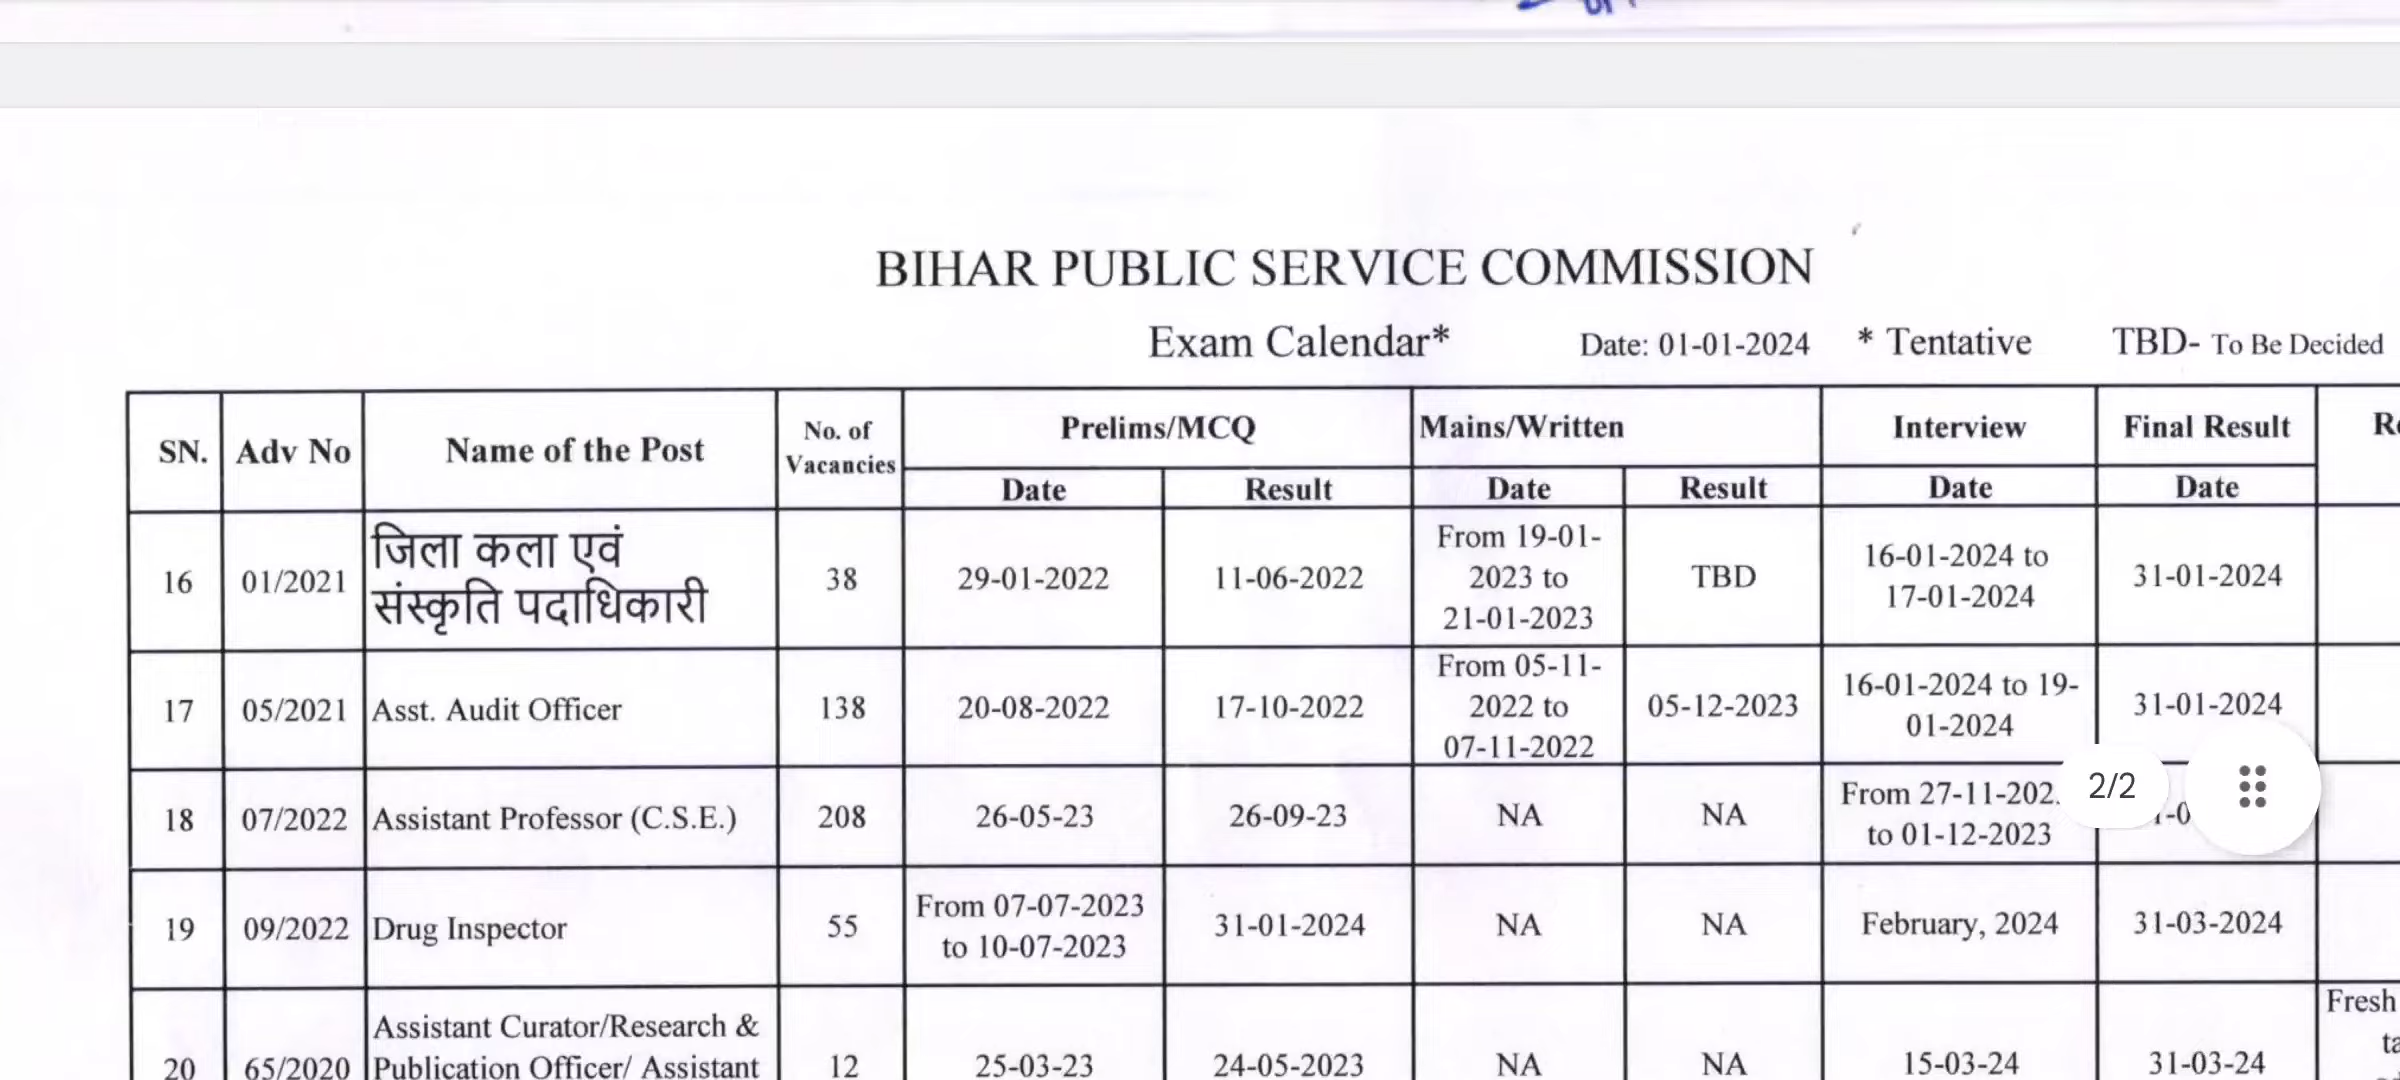 BIHAR PUBLIC SERVICE COMMISSION
Exam Calendar* Date: 01-01-2024 * Tentative TBD- To Be Decided
SN. Adv No Name of the Post No. of Vacancies Prelims/MCQ Mains/Written Interview Final Result
Date Result Date Result Date Date
16 01/2021 जिला कला एवं संस्कृति पदाधिकारी 38 29-01-2022 11-06-2022 From 19-01-2023 to 21-01-2023 TBD 16-01-2024 to 17-01-2024 31-01-2024
17 05/2021 Asst. Audit Officer 138 20-08-2022 17-10-2022 From 05-11-2022 to 07-11-2022 05-12-2023 16-01-2024 to 19-01-2024 31-01-2024
18 07/2022 Assistant Professor (C.S.E.) 208 26-05-23 26-09-23 NA NA From 27-11-202 to 01-12-2023
2/2
19 09/2022 Drug Inspector 55 From 07-07-2023 to 10-07-2023 31-01-2024 NA NA February, 2024 31-03-2024
20 65/2020 Assistant Curator/Research & Publication Officer/ Assistant 12 25-03-23 24-05-2023 NA NA 15-03-24 31-03-24 Fresh